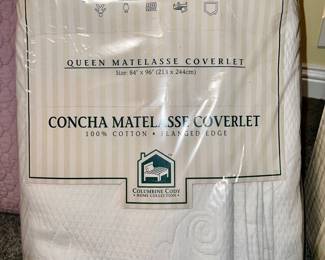 QUEEN MATELASSE COVERLET
Size: 84" x 96" (213 x 244cm)
CONCHA MATELASSE COVERLET
100% COTTON • FLANGED EDGE
COLUMBINE CODY
• HOME COLLECTION •